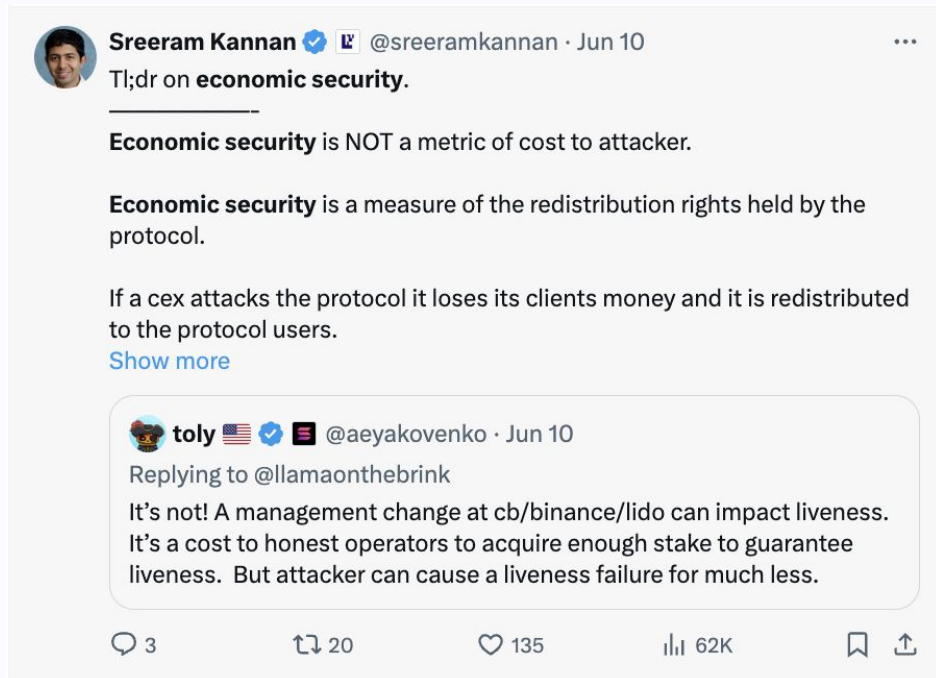 Sreeram Kannan @sreeramkannan · Jun 10
Tl;dr on economic security.
——————–
Economic security is NOT a metric of cost to attacker.
Economic security is a measure of the redistribution rights held by the
protocol.
If a cex attacks the protocol it loses its clients money and it is redistributed
to the protocol users.
Show more
toly @aeyakovenko · Jun 10
Replying to @llamaonthebrink
It’s not! A management change at cb/binance/lido can impact liveness.
It’s a cost to honest operators to acquire enough stake to guarantee
liveness.  But attacker can cause a liveness failure for much less.
3 20 135 62K